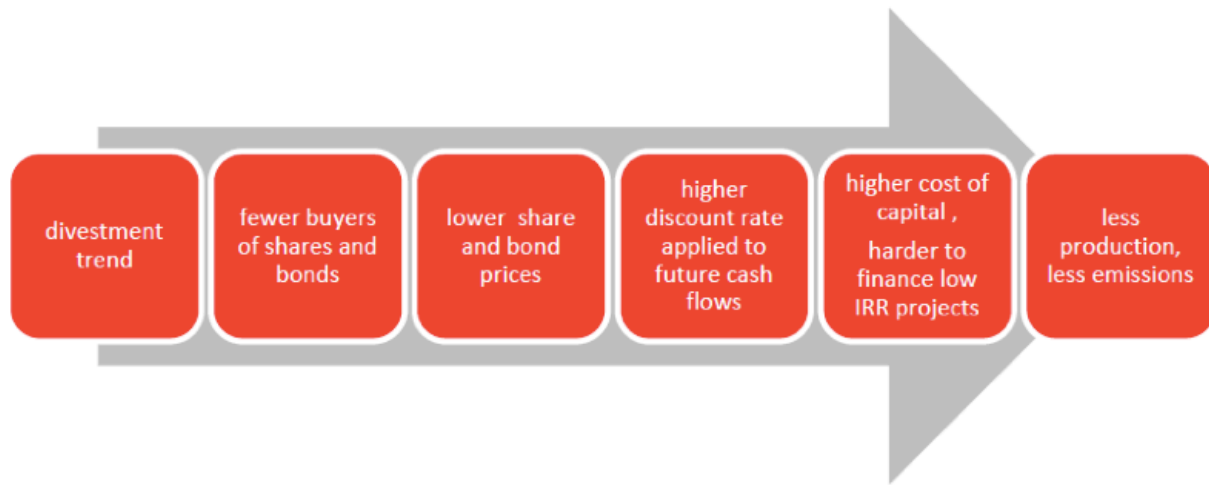 divestment
trend
fewer buyers
of shares and
bonds
lower share
and bond
prices
higher
discount rate
applied to
future cash
flows
higher cost of
capital ,
harder to
finance low
IRR projects
less
production,
less emissions